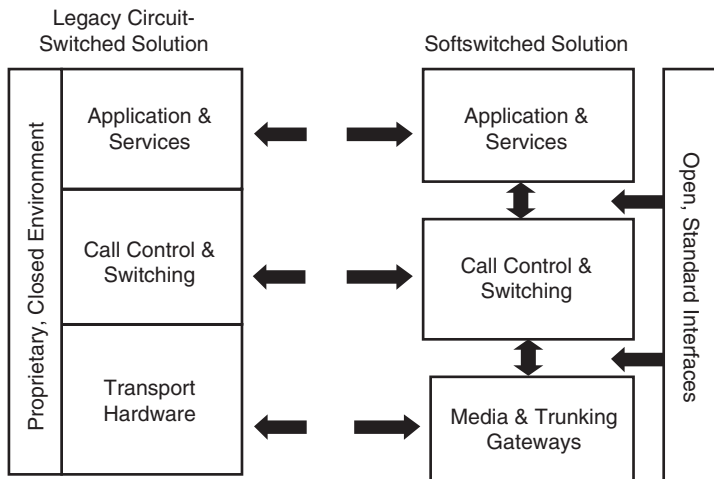 Legacy Circuit-
Switched Solution
Proprietary, Closed Environment
Application &
Services
Call Control &
Switching
Transport
Hardware
Softswitched Solution
Application &
Services
Call Control &
Switching
Media & Trunking
Gateways
Open, Standard Interfaces